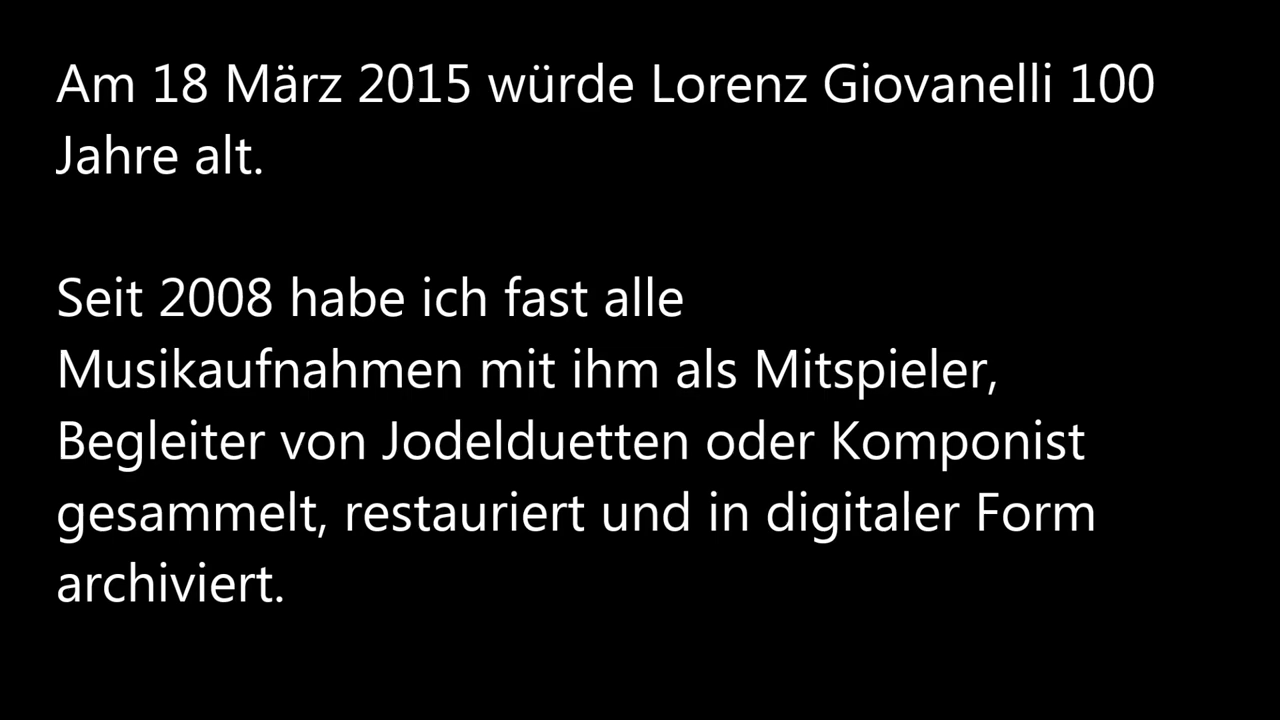 Am 18 März 2015 würde Lorenz Giovanelli 100
Jahre alt.
Seit 2008 habe ich fast alle
Musikaufnahmen mit ihm als Mitspieler,
Begleiter von Jodelduetten oder Komponist
gesammelt, restauriert und in digitaler Form
archiviert.